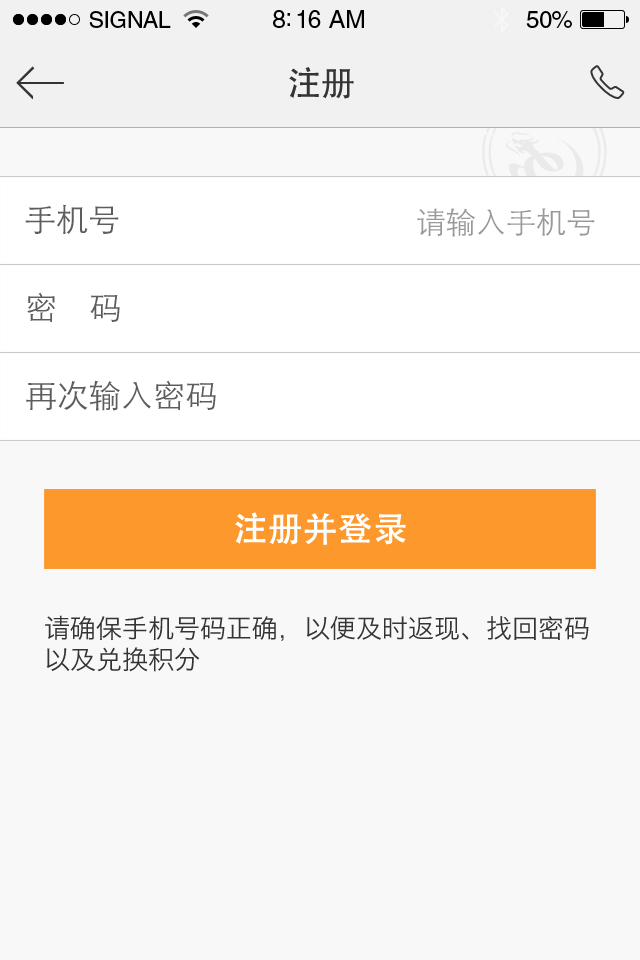 SIGNAL 8:16 AM 50%
注册
手机号 请输入手机号
密 码
再次输入密码
注册并登录
请确保手机号码正确，以便及时返现、找回密码
以及兑换积分